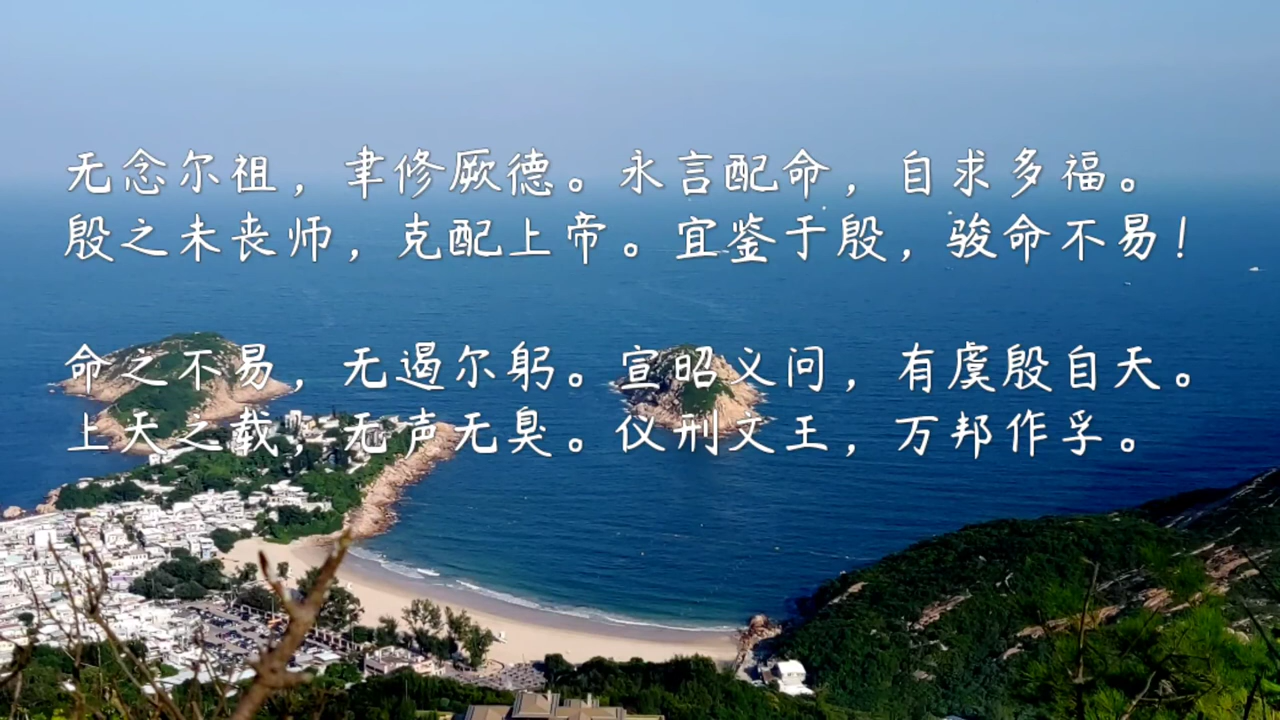 无念尔祖，聿修厥德。永言配命，自求多福。
殷之未丧师，克配上帝。宜鉴于殷，骏命不易！
命之不易，无遏尔躬。宣昭义问，有虞殷自天。
上天之载，无声无臭。仪刑文王，万邦作孚。